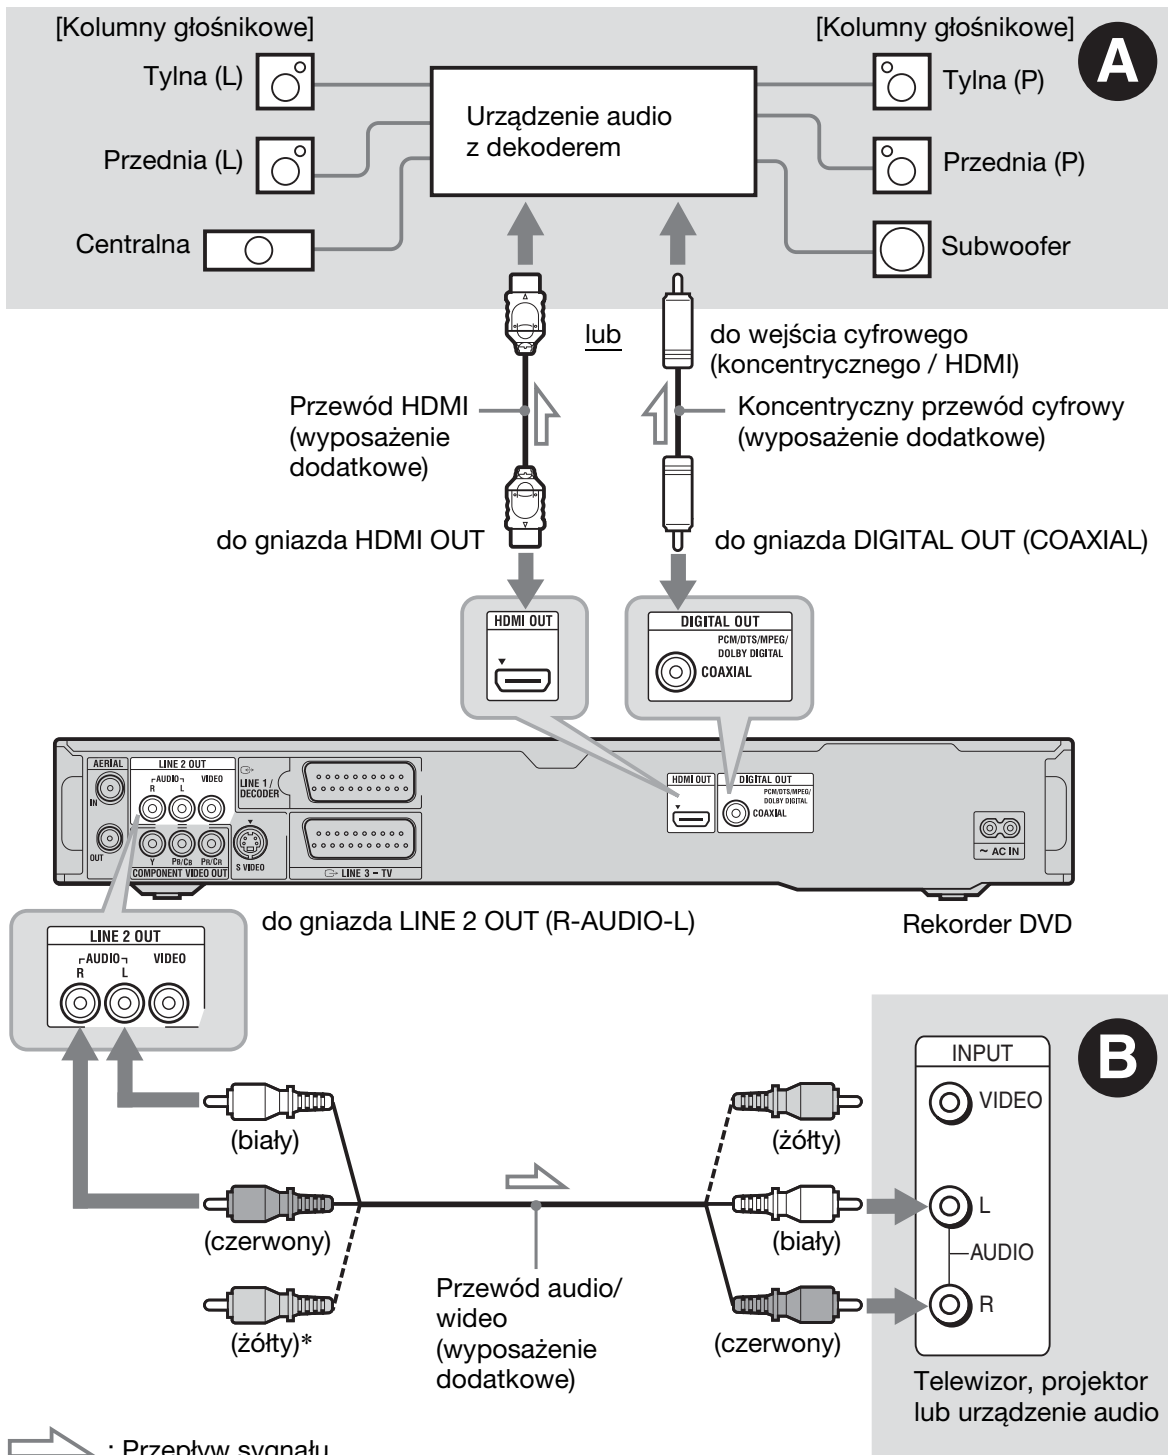 [Kolumny głośnikowe]
[Kolumny głośnikowe]
A
Tylna (L)
Tylna (P)
Urządzenie audio
z dekoderem
Przednia (L)
Przednia (P)
Centralna
Subwoofer
lub
do wejścia cyfrowego
(koncentrycznego / HDMI)
Przewód HDMI
(wyposażenie
dodatkowe)
Koncentryczny przewód cyfrowy
(wyposażenie dodatkowe)
do gniazda HDMI OUT
do gniazda DIGITAL OUT (COAXIAL)
HDMI OUT
DIGITAL OUT
PCM/DTS/MPEG/
DOLBY DIGITAL
COAXIAL
AERIAL
IN
OUT
LINE 2 OUT
AUDIO
R L
VIDEO
Y PB/CB PR/CR
COMPONENT VIDEO OUT
LINE 1 /
DECODER
S VIDEO
LINE 3 – TV
HDMI OUT
DIGITAL OUT
PCM/DTS/MPEG/
DOLBY DIGITAL
COAXIAL
~ AC IN
do gniazda LINE 2 OUT (R-AUDIO-L)
Rekorder DVD
LINE 2 OUT
AUDIO
R L
VIDEO
B
INPUT
VIDEO
L
AUDIO
R
(biały)
(żółty)
(czerwony)
(biały)
(żółty)*
Przewód audio/
wideo
(wyposażenie
dodatkowe)
(czerwony)
Telewizor, projektor
lub urządzenie audio
: Przepływ sygnału